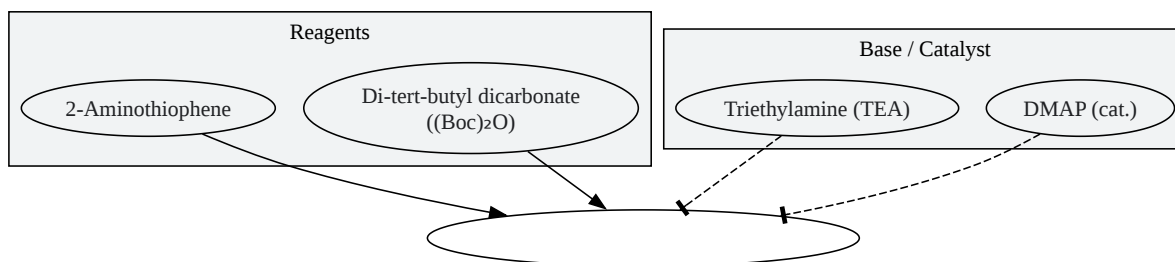 Reagents
Base / Catalyst
2-Aminothiophene
Di-tert-butyl dicarbonate
((Boc)₂O)
Triethylamine (TEA)
DMAP (cat.)